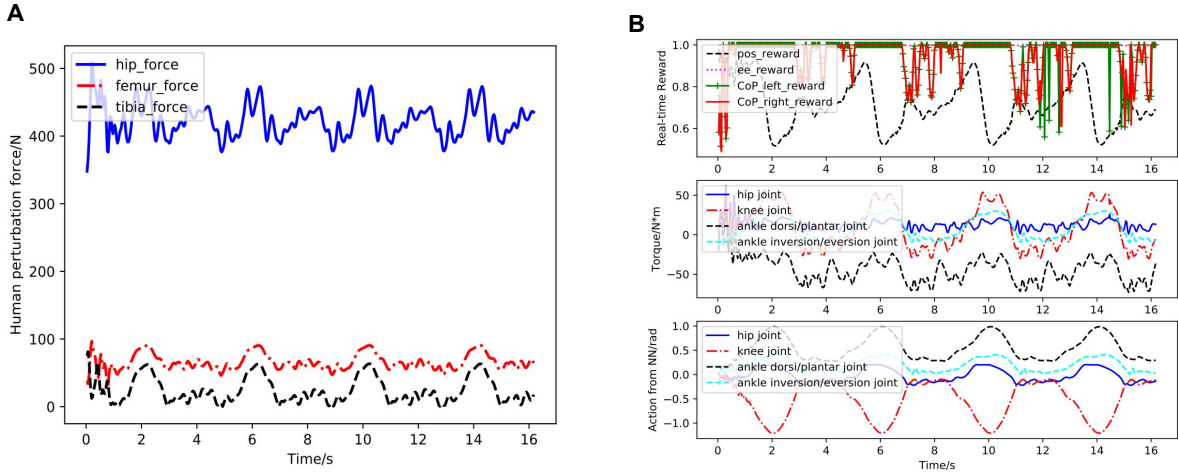 A
hip_force
femur_force
tibia_force
Human perturbation force/N
500
400
300
200
100
0
0 2 4 6 8 10 12 14 16
Time/s
B
pos_reward
ee_reward
CoP_left_reward
CoP_right_reward
Real-time Reward
1.0
0.8
0.6
0 2 4 6 8 10 12 14 16
hip joint
knee joint
ankle dorsi/plantar joint
ankle inversion/eversion joint
Torque/N*m
50
0
−50
0 2 4 6 8 10 12 14 16
hip joint
knee joint
ankle dorsi/plantar joint
ankle inversion/eversion joint
Action from NN/rad
1.0
0.5
0.0
−0.5
−1.0
0 2 4 6 8 10 12 14 16
Time/s